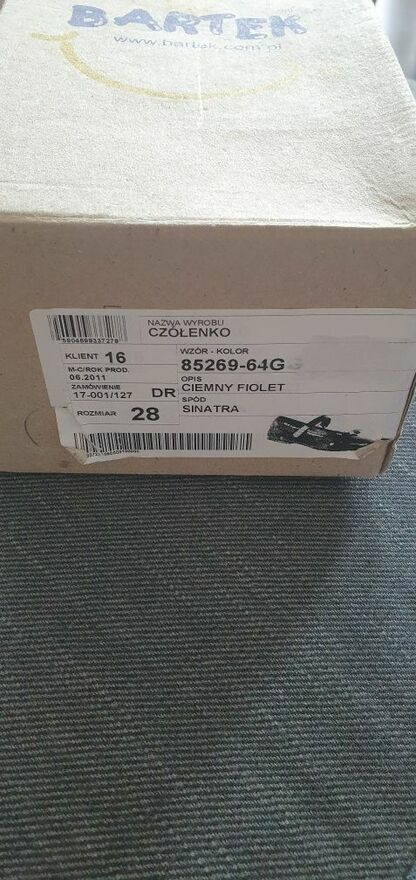 BARTEK
www.bartek.com.pl
5904699337278
NAZWA WYROBU
CZÓŁENKO
KLIENT 16
WZÓR - KOLOR
85269-64G
M-C/ROK PROD.
06.2011
OPIS
CIEMNY FIOLET
ZAMÓWIENIE
17-001/127
DR
SPÓD
SINATRA
ROZMIAR 28